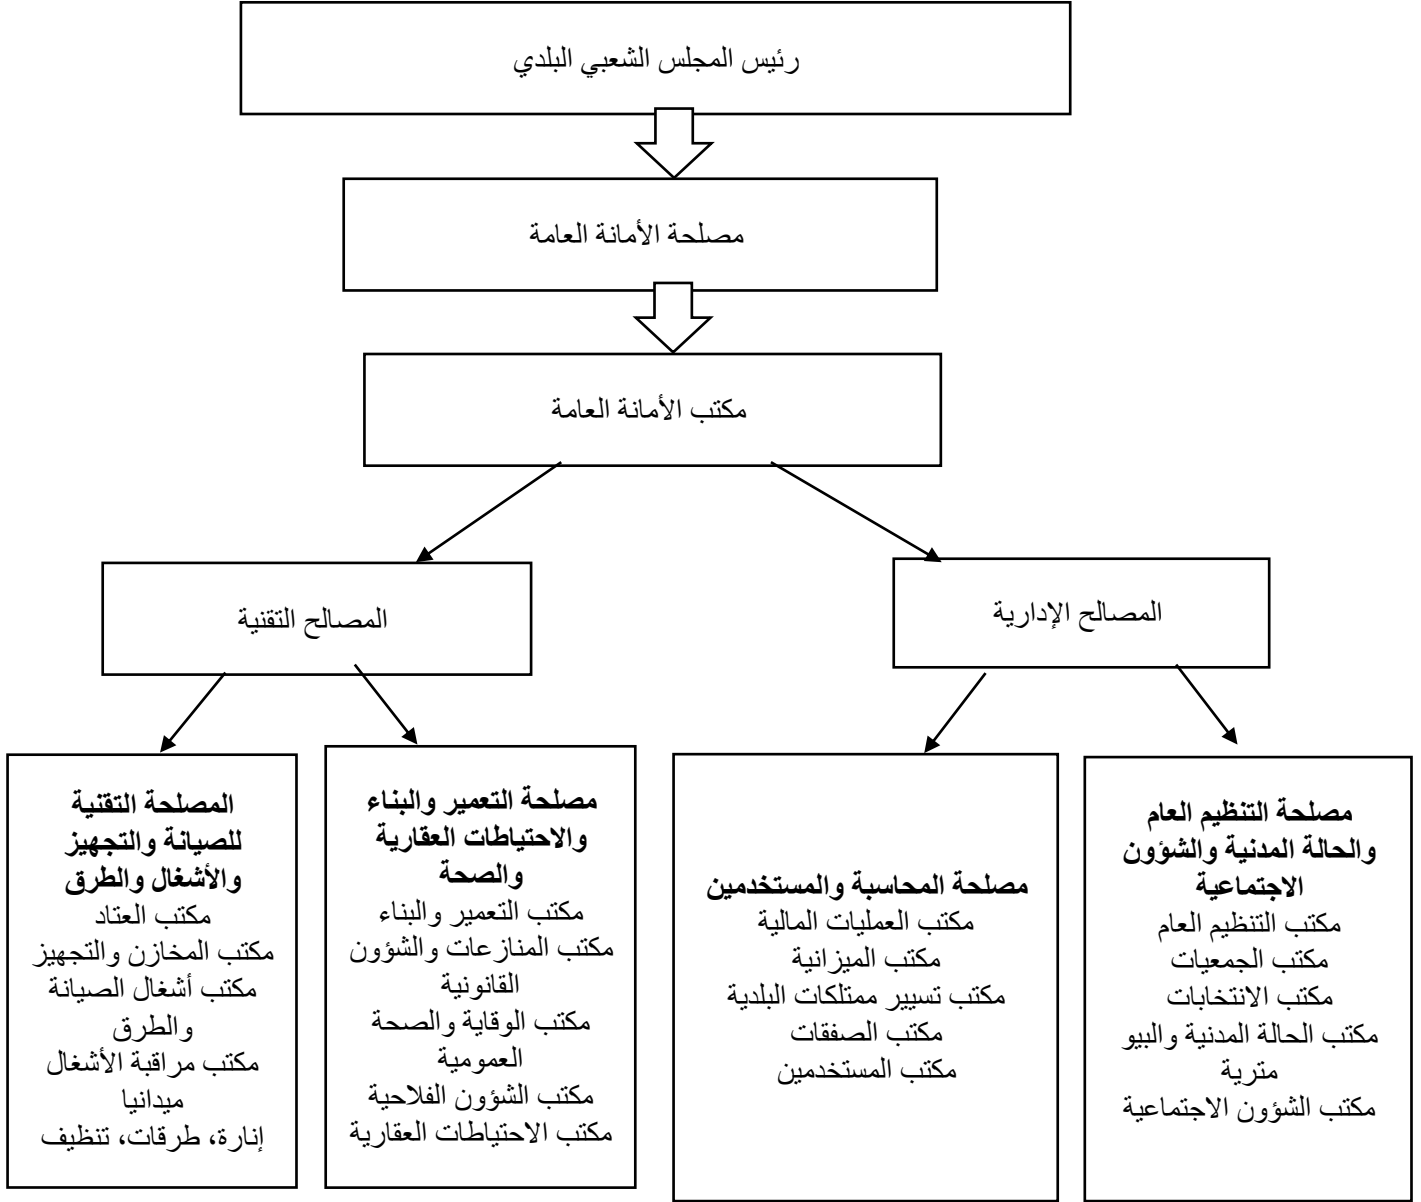 رئيس المجلس الشعبي البلدي
مصلحة الأمانة العامة
مكتب الأمانة العامة
المصالح الإدارية
المصالح التقنية
مصلحة التنظيم العام
والحالة المدنية والشؤون
الاجتماعية
مكتب التنظيم العام
مكتب الجمعيات
مكتب الانتخابات
مكتب الحالة المدنية والبيو
مترية
مكتب الشؤون الاجتماعية
مصلحة المحاسبة والمستخدمين
مكتب العمليات المالية
مكتب الميزانية
مكتب تسيير ممتلكات البلدية
مكتب الصفقات
مكتب المستخدمين
مصلحة التعمير والبناء
والاحتياطات العقارية
والصحة
مكتب التعمير والبناء
مكتب المنازعات والشؤون
القانونية
مكتب الوقاية والصحة
العمومية
مكتب الشؤون الفلاحية
مكتب الاحتياطات العقارية
المصلحة التقنية
للصيانة والتجهيز
والأشغال والطرق
مكتب العتاد
مكتب المخازن والتجهيز
مكتب أشغال الصيانة
والطرق
مكتب مراقبة الأشغال
ميدانيا
إنارة، طرقات، تنظيف